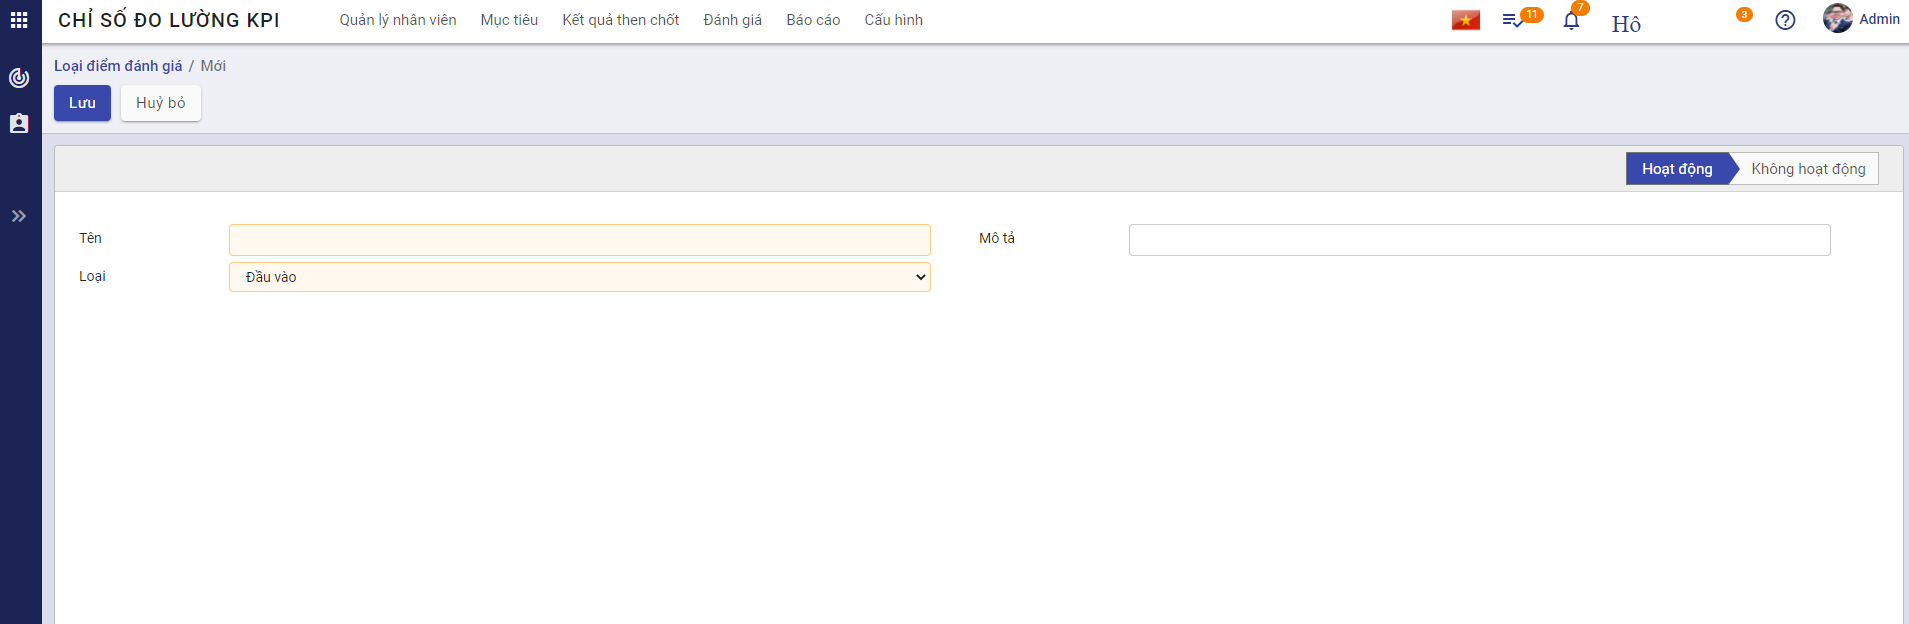 CHỈ SỐ ĐO LƯỜNG KPI Quản lý nhân viên Mục tiêu Kết quả then chốt Đánh giá Báo cáo Cấu hình 11 7 Hô 3 Admin
Loại điểm đánh giá / Mới
Lưu Huỷ bỏ
Hoạt động Không hoạt động
Tên Mô tả
Loại Đầu vào